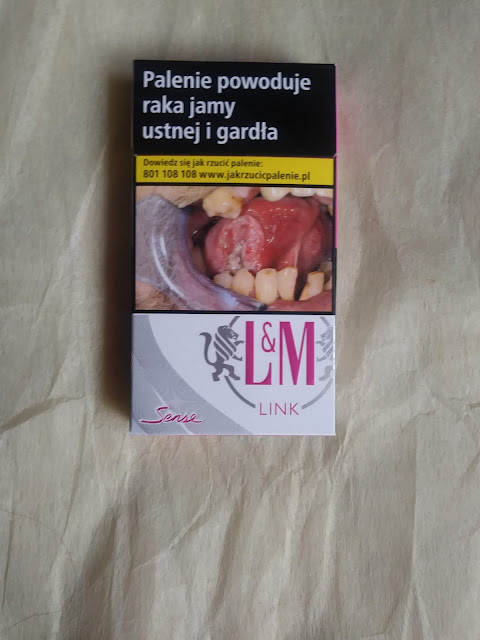 Palenie powoduje
raka jamy
ustnej i gardła
Dowiedz się jak rzucić palenie:
801 108 108 www.jakrzucicpalenie.pl
L&M
LINK
Sense